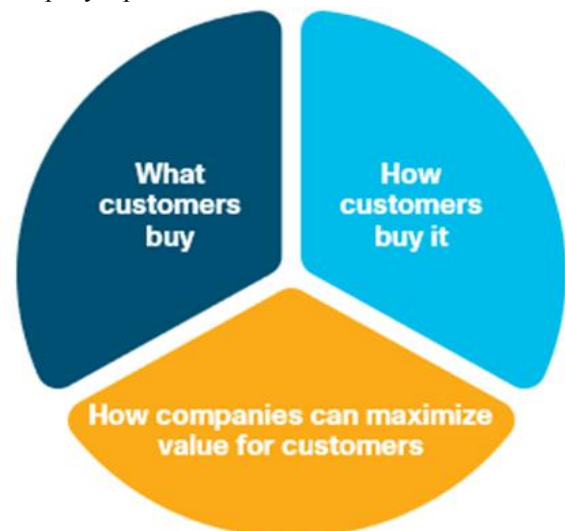 What
customers
buy
How
customers
buy it
How companies can maximize
value for customers